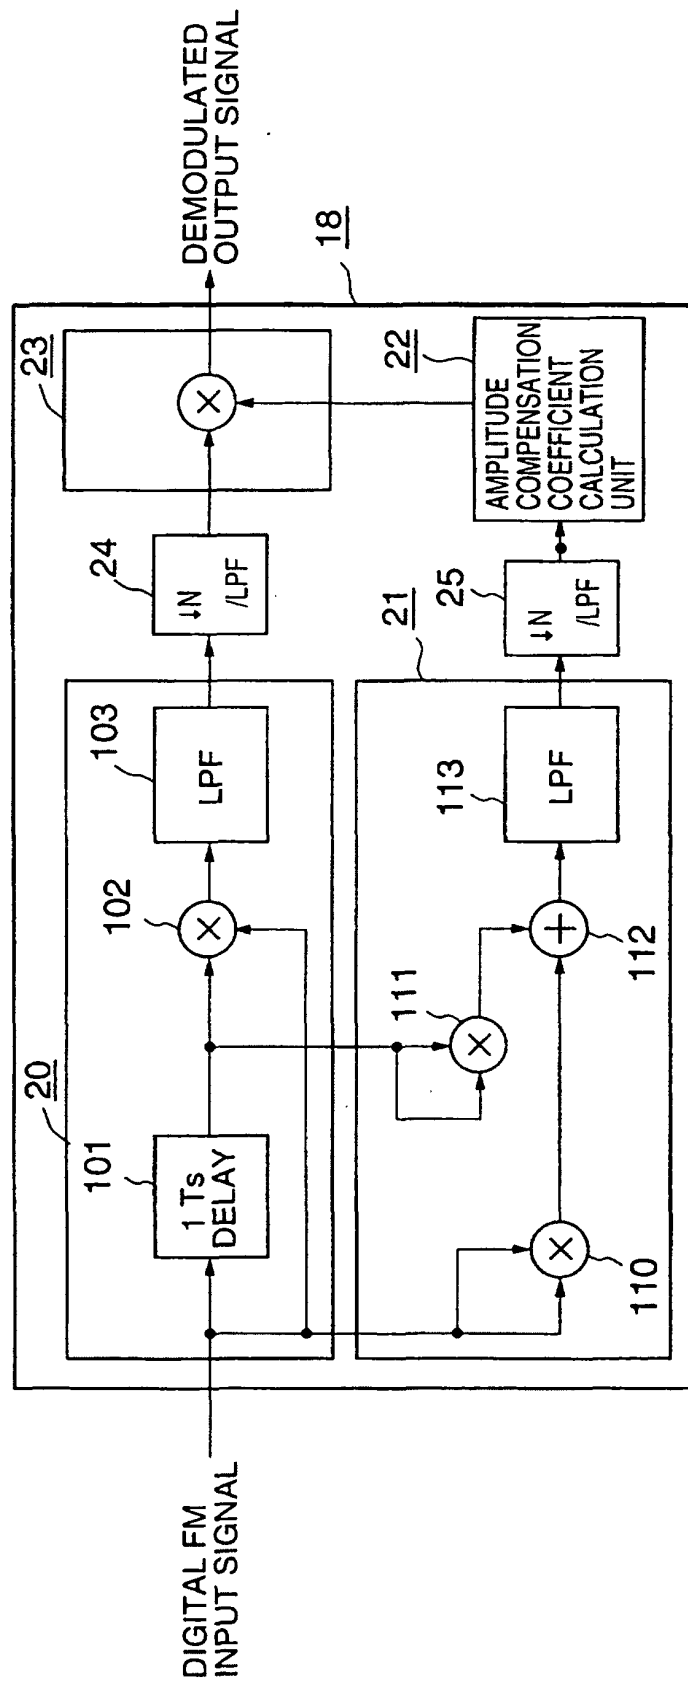 DIGITAL FM
INPUT SIGNAL
20
101
1 Ts
DELAY
102
×
103
LPF
24
↓N
/LPF
23
×
DEMODULATED
OUTPUT SIGNAL
18
110
×
111
×
112
+
113
LPF
21
25
↓N
/LPF
22
AMPLITUDE
COMPENSATION
COEFFICIENT
CALCULATION
UNIT